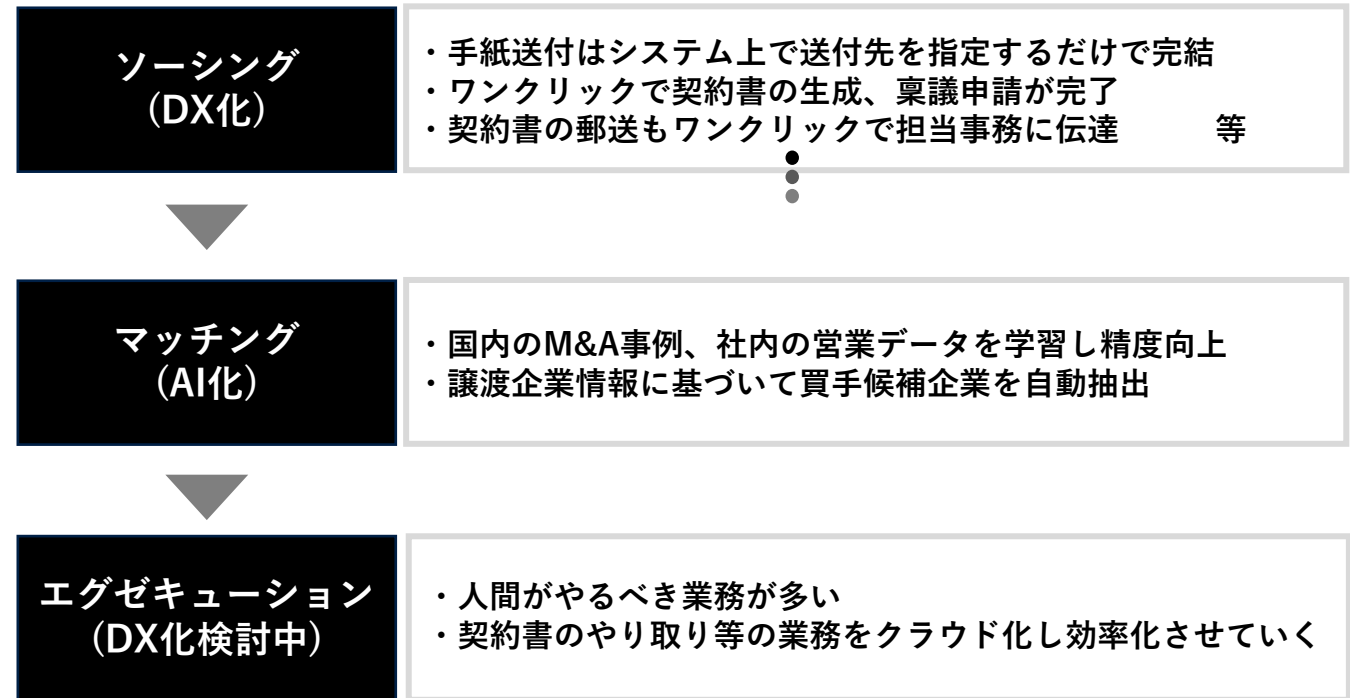 ソーシング
(DX化)
・手紙送付はシステム上で送付先を指定するだけで完結
・ワンクリックで契約書の生成、稟議申請が完了
・契約書の郵送もワンクリックで担当事務に伝達　　　等
マッチング
(AI化)
・国内のM&A事例、社内の営業データを学習し精度向上
・譲渡企業情報に基づいて買手候補企業を自動抽出
エグゼキューション
(DX化検討中)
・人間がやるべき業務が多い
・契約書のやり取り等の業務をクラウド化し効率化させていく